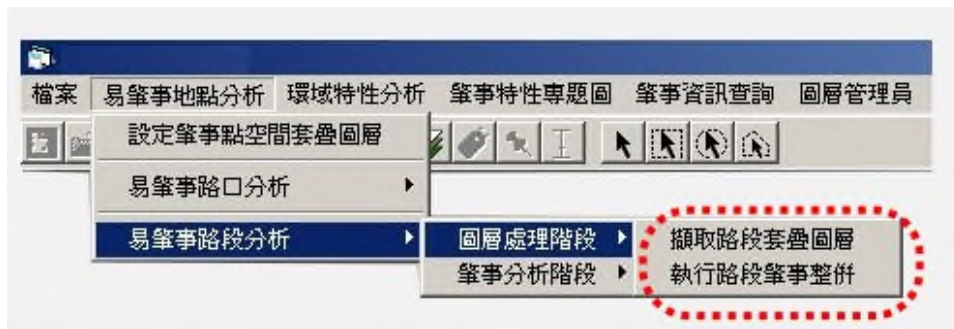 檔案 易肇事地點分析 環域特性分析 肇事特性專題圖 肇事資訊查詢 圖層管理員
設定肇事點空間套疊圖層
易肇事路口分析
易肇事路段分析
圖層處理階段
肇事分析階段
擷取路段套疊圖層
執行路段肇事整併